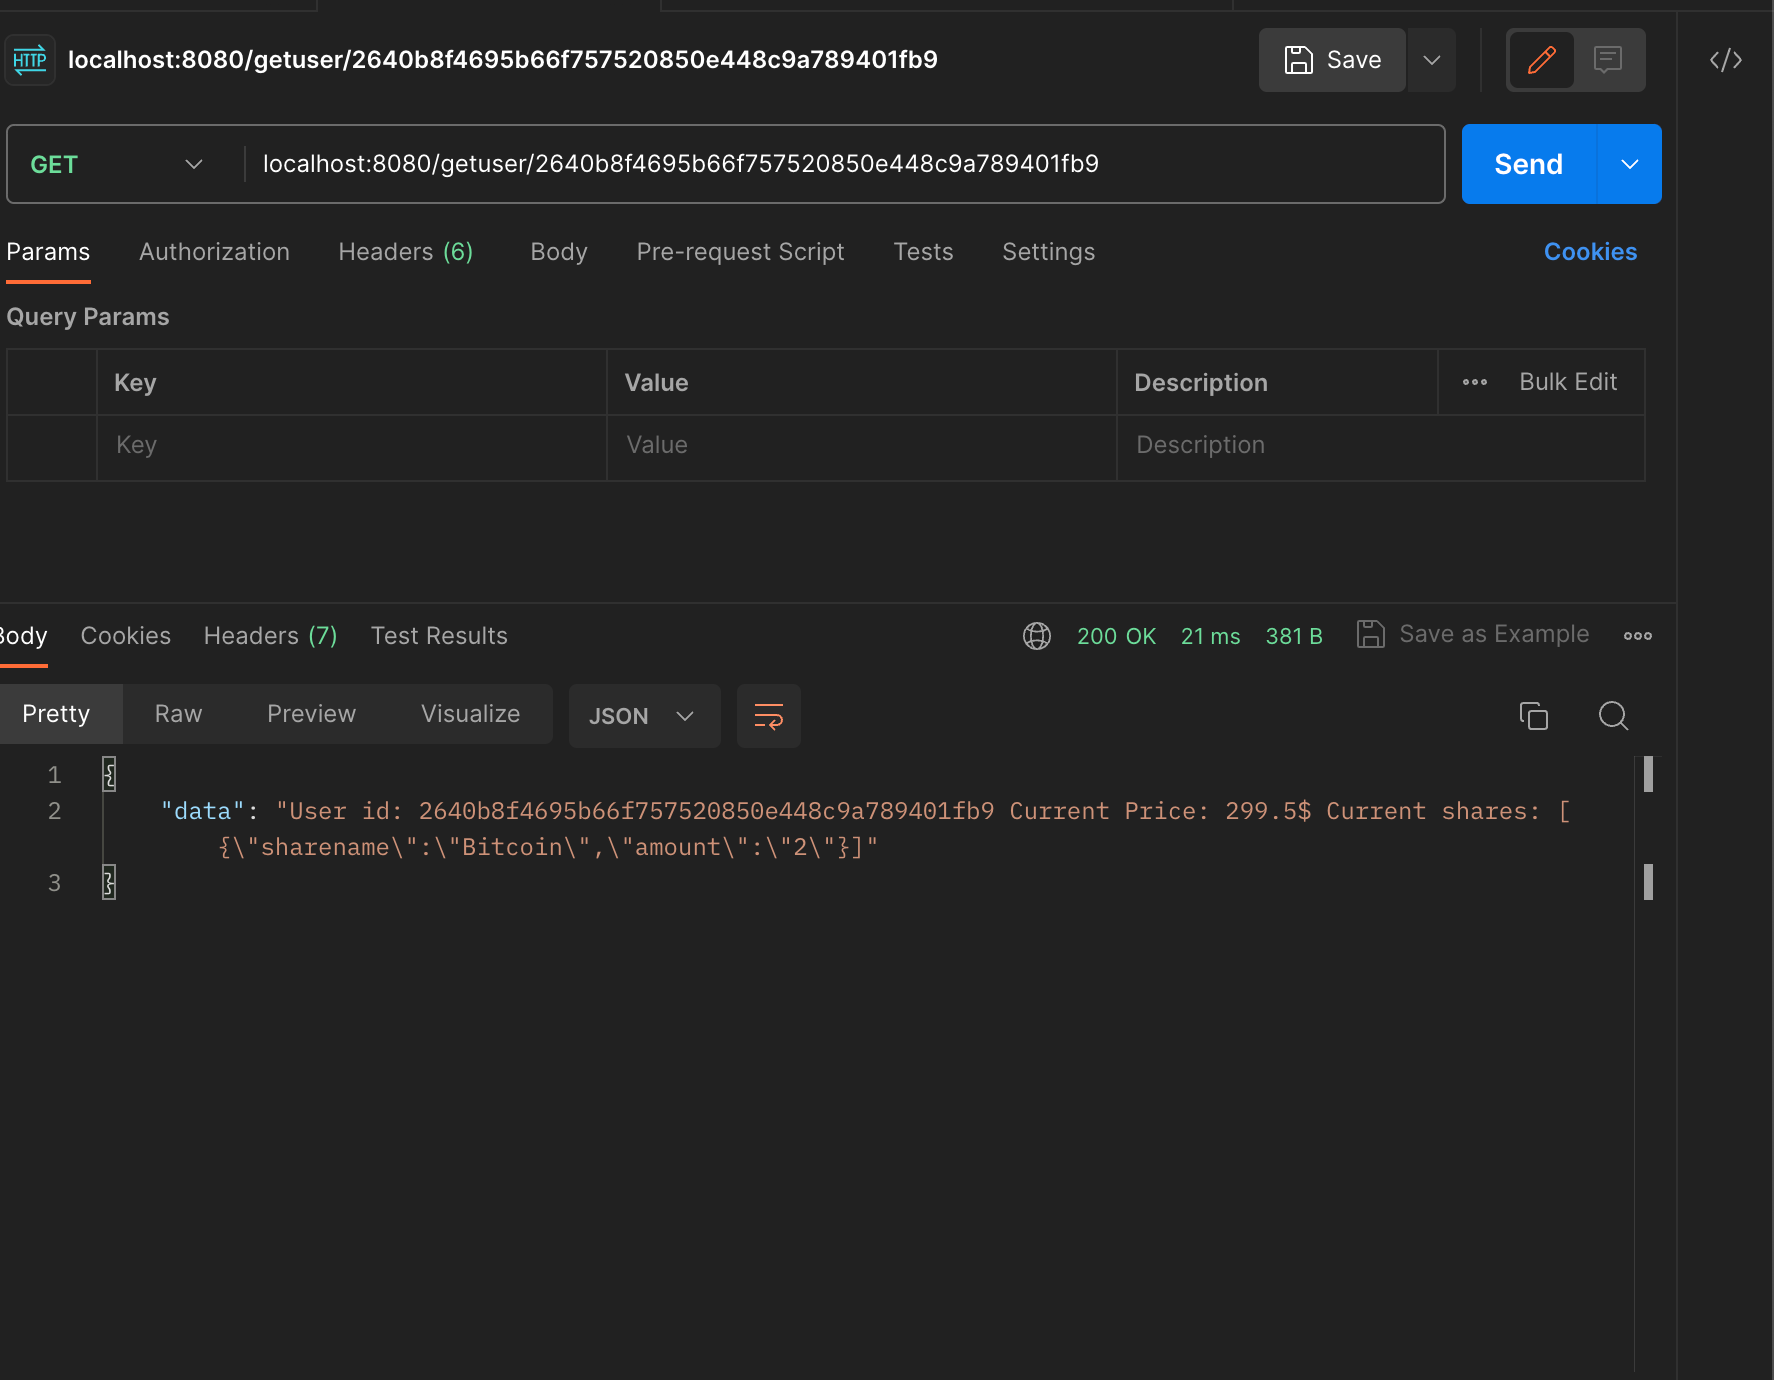 HTTP localhost:8080/getuser/2640b8f4695b66f757520850e448c9a789401fb9 Save
GET localhost:8080/getuser/2640b8f4695b66f757520850e448c9a789401fb9 Send
Params Authorization Headers (6) Body Pre-request Script Tests Settings Cookies
Query Params
Key Value Description Bulk Edit
Key Value Description
Body Cookies Headers (7) Test Results 200 OK 21 ms 381 B Save as Example
Pretty Raw Preview Visualize JSON
1 {
2 "data": "User id: 2640b8f4695b66f757520850e448c9a789401fb9 Current Price: 299.5$ Current shares: [
{\"sharename\":\"Bitcoin\",\"amount\":\"2\"}]"
3 }